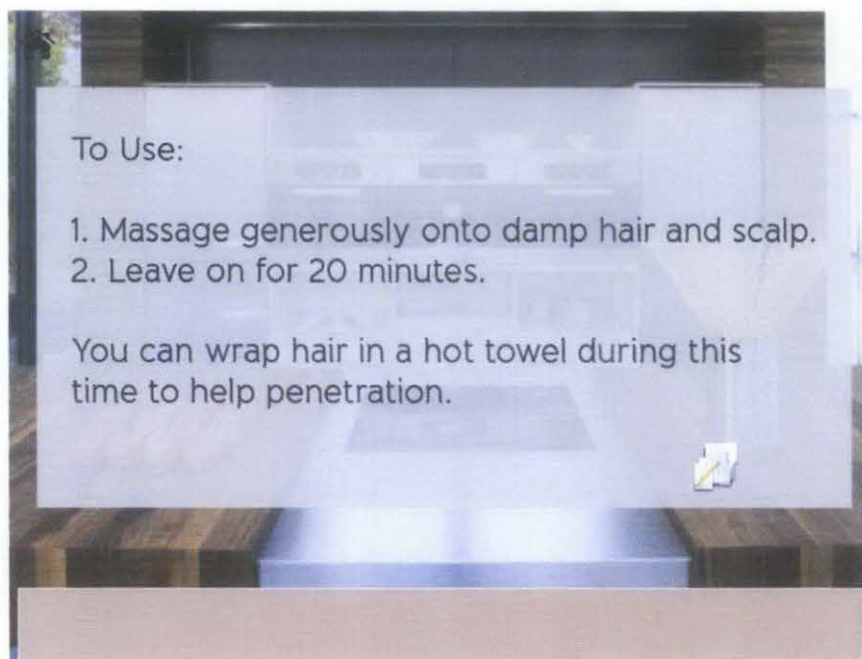 To Use:
1. Massage generously onto damp hair and scalp.
2. Leave on for 20 minutes.
You can wrap hair in a hot towel during this
time to help penetration.